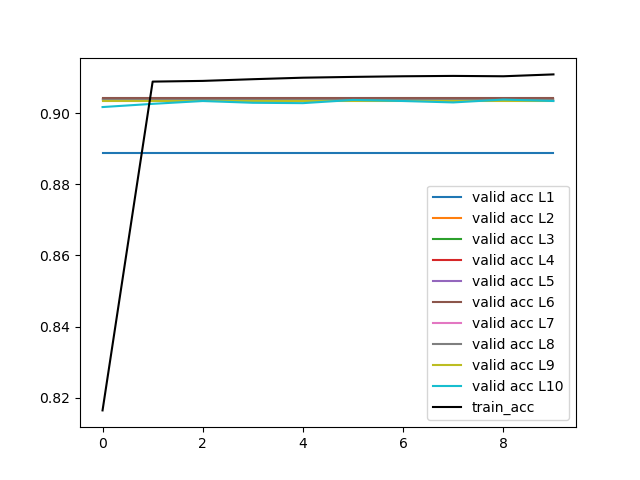 0.90
0.88
0.86
0.84
0.82
0 2 4 6 8
valid acc L1
valid acc L2
valid acc L3
valid acc L4
valid acc L5
valid acc L6
valid acc L7
valid acc L8
valid acc L9
valid acc L10
train_acc